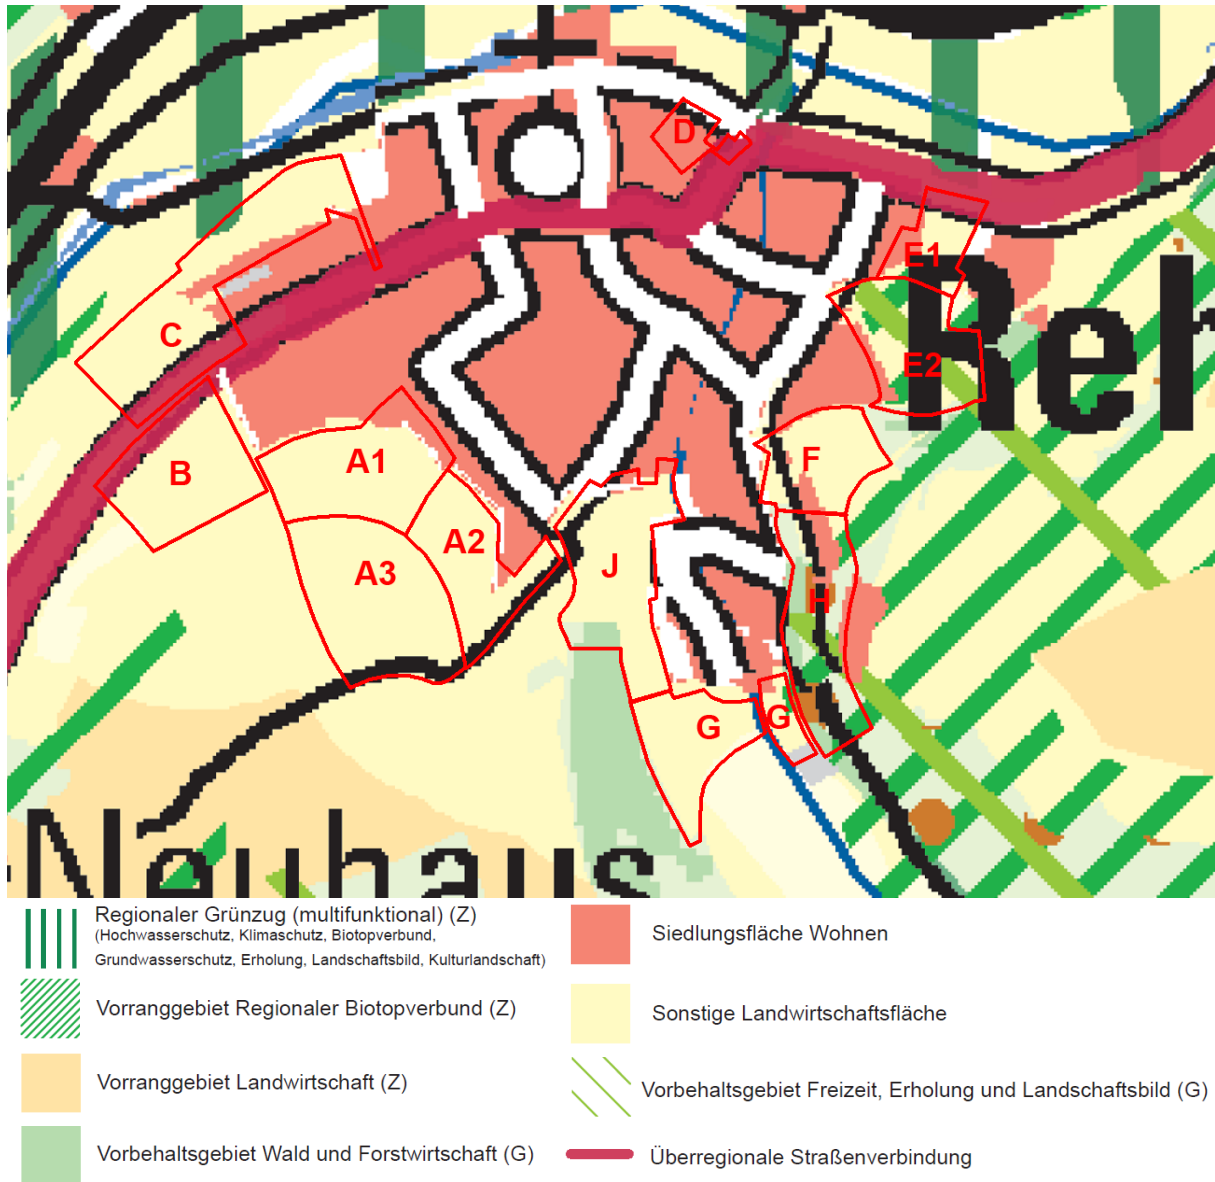 D
C
E1
E2
Reh
B
A1
F
A2
J
A3
H
G
G
-Neuhaus
Regionaler Grünzug (multifunktional) (Z)
(Hochwasserschutz, Klimaschutz, Biotopverbund,
Grundwasserschutz, Erholung, Landschaftsbild, Kulturlandschaft)
Siedlungsfläche Wohnen
Vorranggebiet Regionaler Biotopverbund (Z)
Sonstige Landwirtschaftsfläche
Vorranggebiet Landwirtschaft (Z)
Vorbehaltsgebiet Freizeit, Erholung und Landschaftsbild (G)
Vorbehaltsgebiet Wald und Forstwirtschaft (G)
Überregionale Straßenverbindung